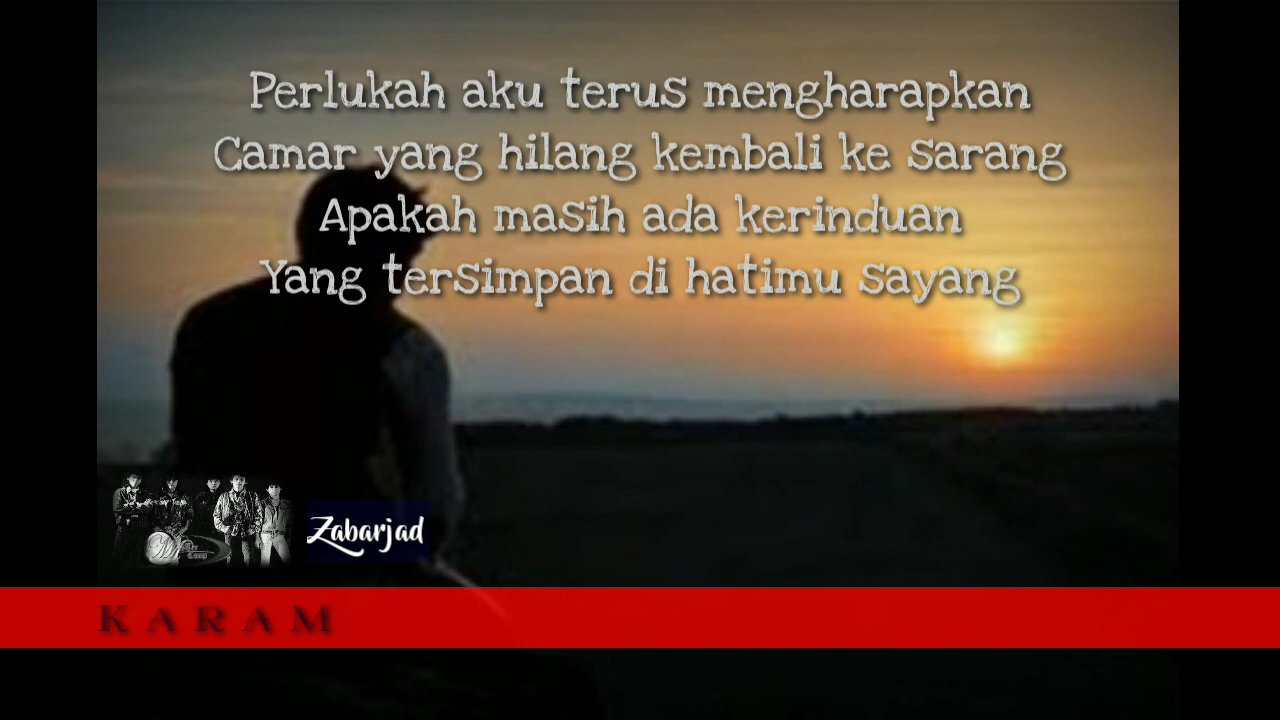 Perlukah aku terus mengharapkan
Camar yang hilang kembali ke sarang
Apakah masih ada kerinduan
Yang tersimpan di hatimu sayang
Zabarjad
KARAM